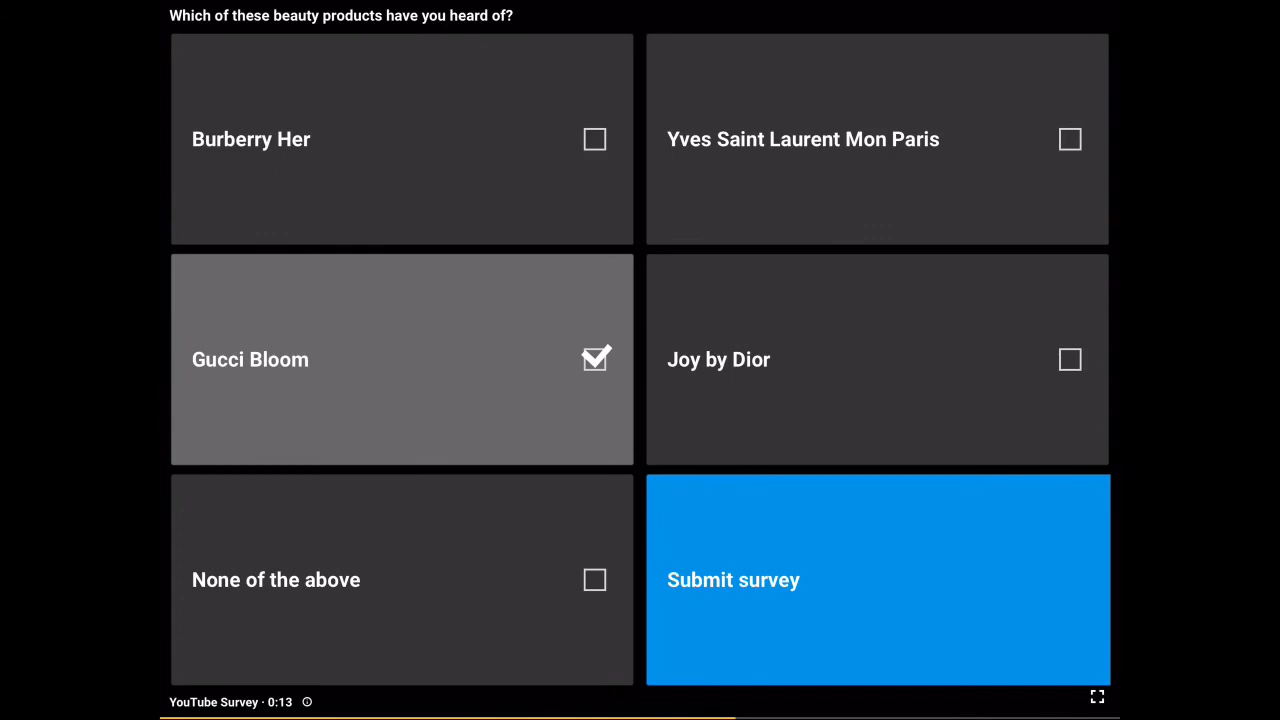 Which of these beauty products have you heard of?
Burberry Her
Yves Saint Laurent Mon Paris
Gucci Bloom
Joy by Dior
None of the above
Submit survey
YouTube Survey · 0:13